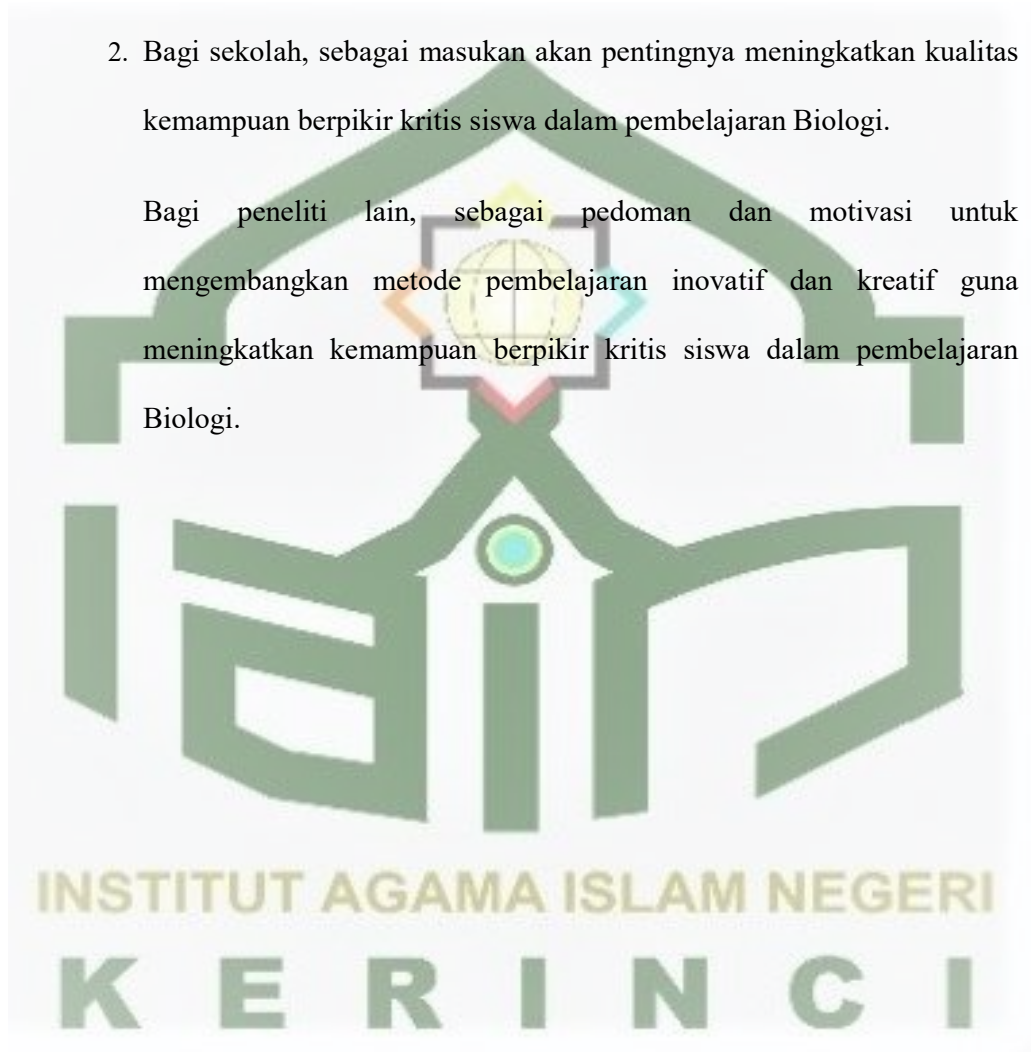 2. Bagi sekolah, sebagai masukan akan pentingnya meningkatkan kualitas
kemampuan berpikir kritis siswa dalam pembelajaran Biologi.
Bagi peneliti lain, sebagai pedoman dan motivasi untuk
mengembangkan metode pembelajaran inovatif dan kreatif guna
meningkatkan kemampuan berpikir kritis siswa dalam pembelajaran
Biologi.
iain
INSTITUT AGAMA ISLAM NEGERI
KERINCI